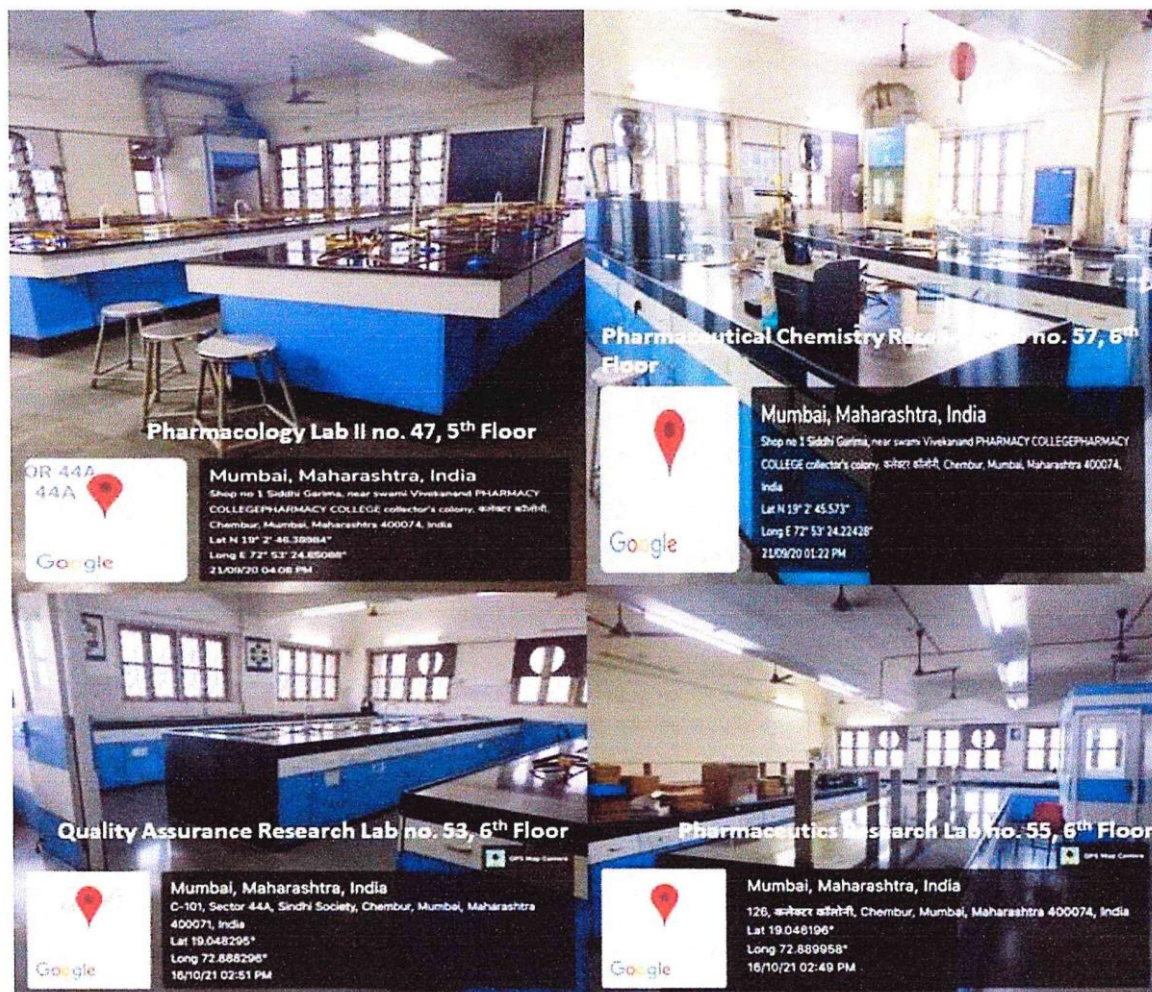 Pharmacology Lab II no. 47, 5th Floor
OR 44A
44A
Google
Mumbai, Maharashtra, India
Shop no 1 Siddhi Garima, near swami Vivekanand PHARMACY
COLLEGEPHARMACY COLLEGE collector's colony, कलेक्टर कॉलोनी,
Chembur, Mumbai, Maharashtra 400074, India
Lat N 19° 2' 46.38984"
Long E 72° 53' 24.65088"
21/09/20 04:08 PM
Pharmaceutical Chemistry no. 57, 6th
Floor
Google
Mumbai, Maharashtra, India
Shop no 1 Siddhi Garima, near swami Vivekanand PHARMACY COLLEGEPHARMACY
COLLEGE collector's colony, कलेक्टर कॉलोनी, Chembur, Mumbai, Maharashtra 400074,
India
Lat N 19° 2' 45.573"
Long E 72° 53' 24.22428"
21/09/20 01:22 PM
Quality Assurance Research Lab no. 53, 6th Floor
GPS Map Camera
Google
Mumbai, Maharashtra, India
C-101, Sector 44A, Sindhi Society, Chembur, Mumbai, Maharashtra
400071, India
Lat 19.048295°
Long 72.888296°
16/10/21 02:51 PM
Pharmaceutics Research Lab no. 55, 6th Floor
GPS Map Camera
Google
Mumbai, Maharashtra, India
126, कलेक्टर कॉलोनी, Chembur, Mumbai, Maharashtra 400074, India
Lat 19.046196°
Long 72.889958°
16/10/21 02:49 PM